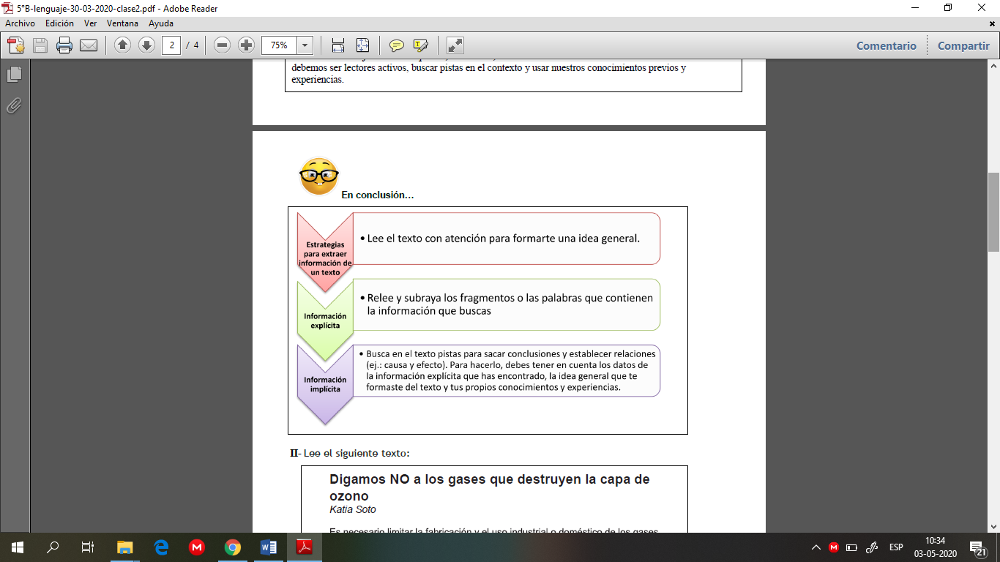 5°B-lenguaje-30-03-2020-clase2.pdf - Adobe Reader
Archivo Edición Ver Ventana Ayuda
2 / 4 75% Comentario Compartir
debemos ser lectores activos, buscar pistas en el contexto y usar nuestros conocimientos previos y
experiencias.
En conclusión...
Estrategias
para extraer
información de
un texto
• Lee el texto con atención para formarte una idea general.
Información
explícita
• Relee y subraya los fragmentos o las palabras que contienen
la información que buscas
Información
implícita
• Busca en el texto pistas para sacar conclusiones y establecer relaciones
(ej.: causa y efecto). Para hacerlo, debes tener en cuenta los datos de
la información explícita que has encontrado, la idea general que te
formaste del texto y tus propios conocimientos y experiencias.
II- Lee el siguiente texto:
Digamos NO a los gases que destruyen la capa de
ozono
Katia Soto
Es necesario limitar la fabricación y el uso industrial o doméstico de los gases
ESP
10:34
03-05-2020
21